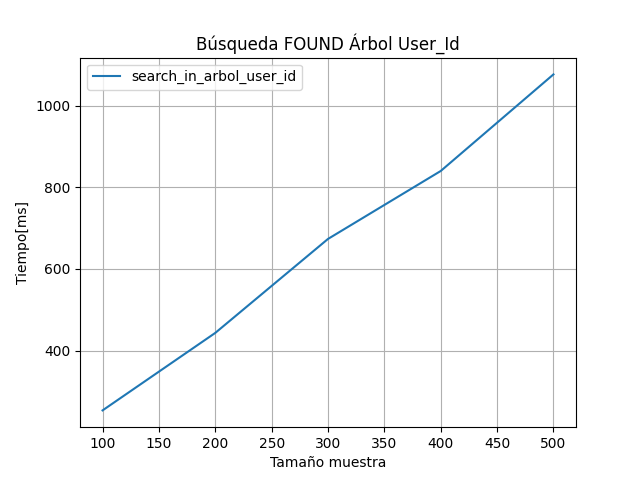 Búsqueda FOUND Árbol User_Id
search_in_arbol_user_id
Tiempo[ms]
1000
800
600
400
100 150 200 250 300 350 400 450 500
Tamaño muestra